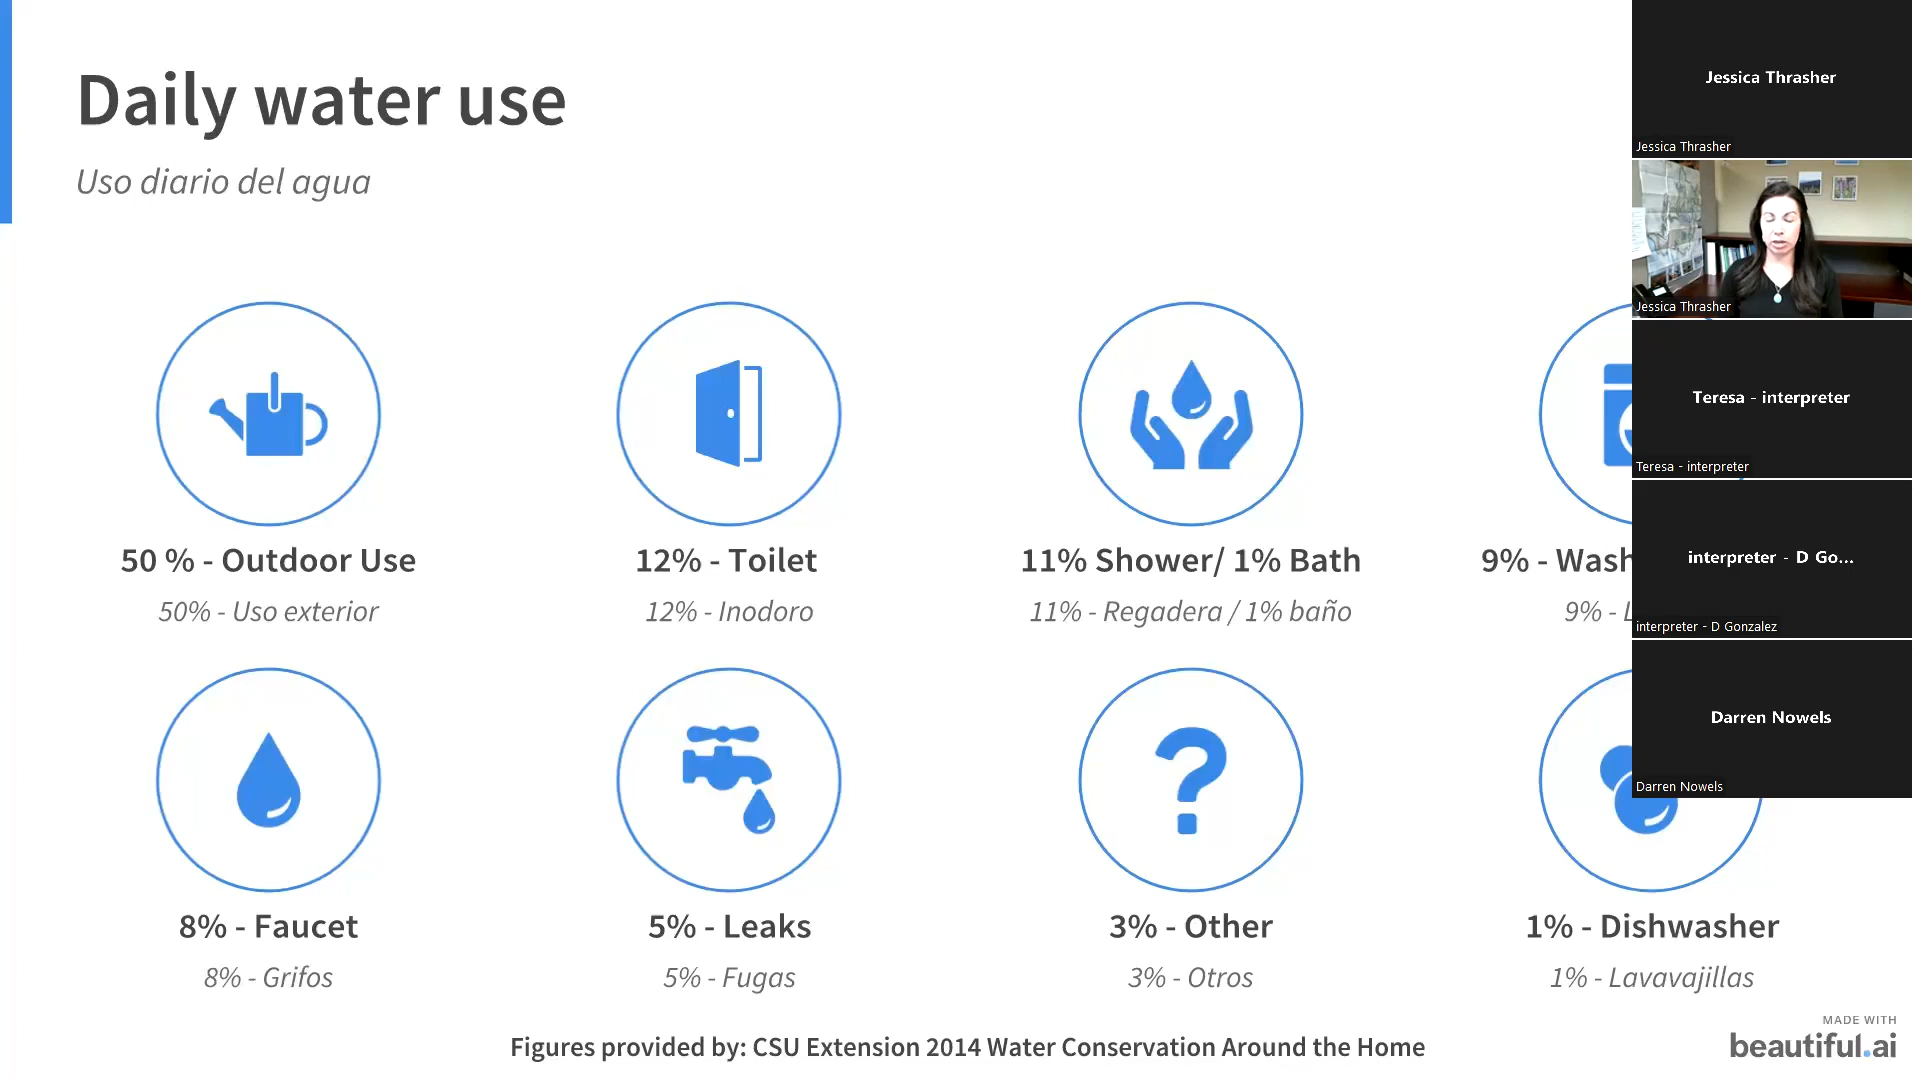 Daily water use
Uso diario del agua
50 % - Outdoor Use
50% - Uso exterior
12% - Toilet
12% - Inodoro
11% Shower/ 1% Bath
11% - Regadera / 1% baño
9% - Wash
9% - L
8% - Faucet
8% - Grifos
5% - Leaks
5% - Fugas
3% - Other
3% - Otros
1% - Dishwasher
1% - Lavavajillas
Figures provided by: CSU Extension 2014 Water Conservation Around the Home
MADE WITH
beautiful.ai
Jessica Thrasher
Jessica Thrasher
Jessica Thrasher
Teresa - interpreter
Teresa - interpreter
interpreter - D Go...
interpreter - D Gonzalez
Darren Nowels
Darren Nowels